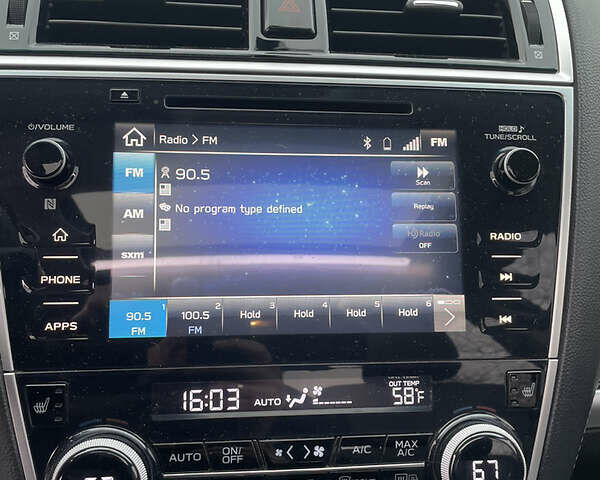 ⏻/VOLUME
HOLD ♪
TUNE/SCROLL
Radio > FM
FM
FM
90.5
Scan
AM
No program type defined
Replay
sxm
HD Radio
OFF
PHONE
APPS
RADIO
1
90.5
FM
2
100.5
FM
3
Hold
4
Hold
5
Hold
6
Hold
16:03
AUTO
OUT TEMP
58°F
AUTO
ON/
OFF
A/C
MAX
A/C
67